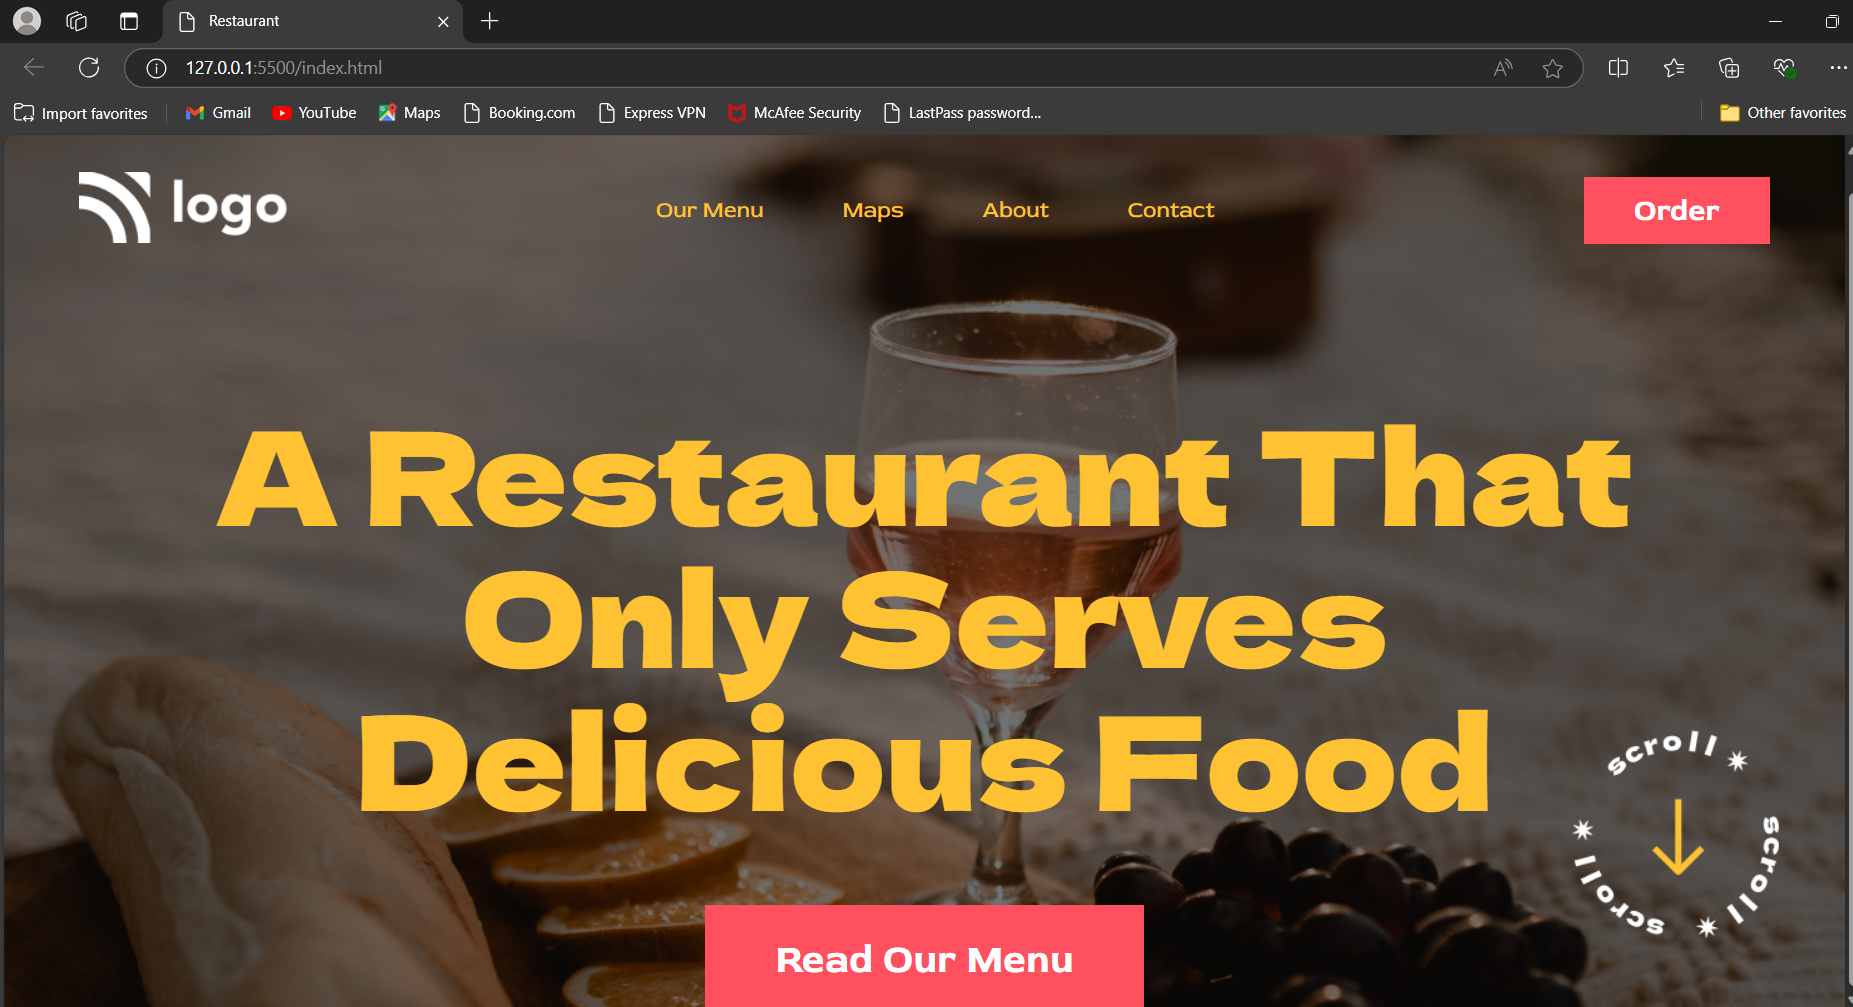 Restaurant
127.0.0.1:5500/index.html
Import favorites
Gmail
YouTube
Maps
Booking.com
Express VPN
McAfee Security
LastPass password...
Other favorites
logo
Our Menu
Maps
About
Contact
Order
A Restaurant That
Only Serves
Delicious Food
scroll
scroll
scroll
Read Our Menu